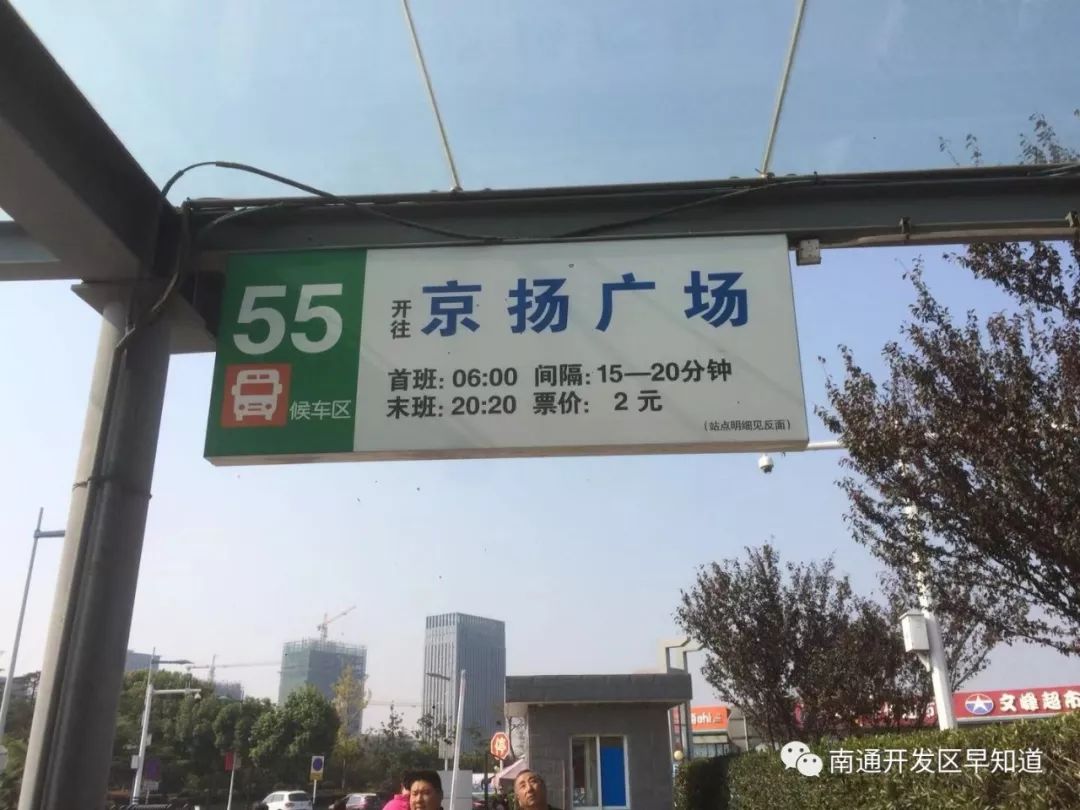 55
候车区
开往 京扬广场
首班: 06:00 间隔: 15—20分钟
末班: 20:20 票价: 2 元
(站点明细见反面)
停
文峰超市
南通开发区早知道